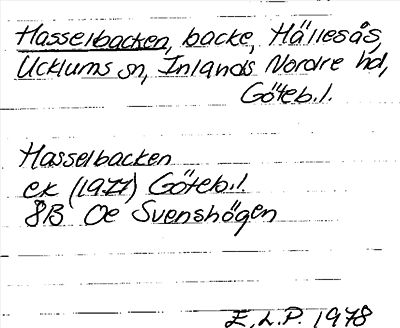 Hasselbacken, backe, Hällesås,
Ucklums sn, Inlands Nordre hd,
Göteb.l.
Hasselbacken
ek (1977) Göteb.l.
8B Oe Svenshögen
E.L.P. 1978